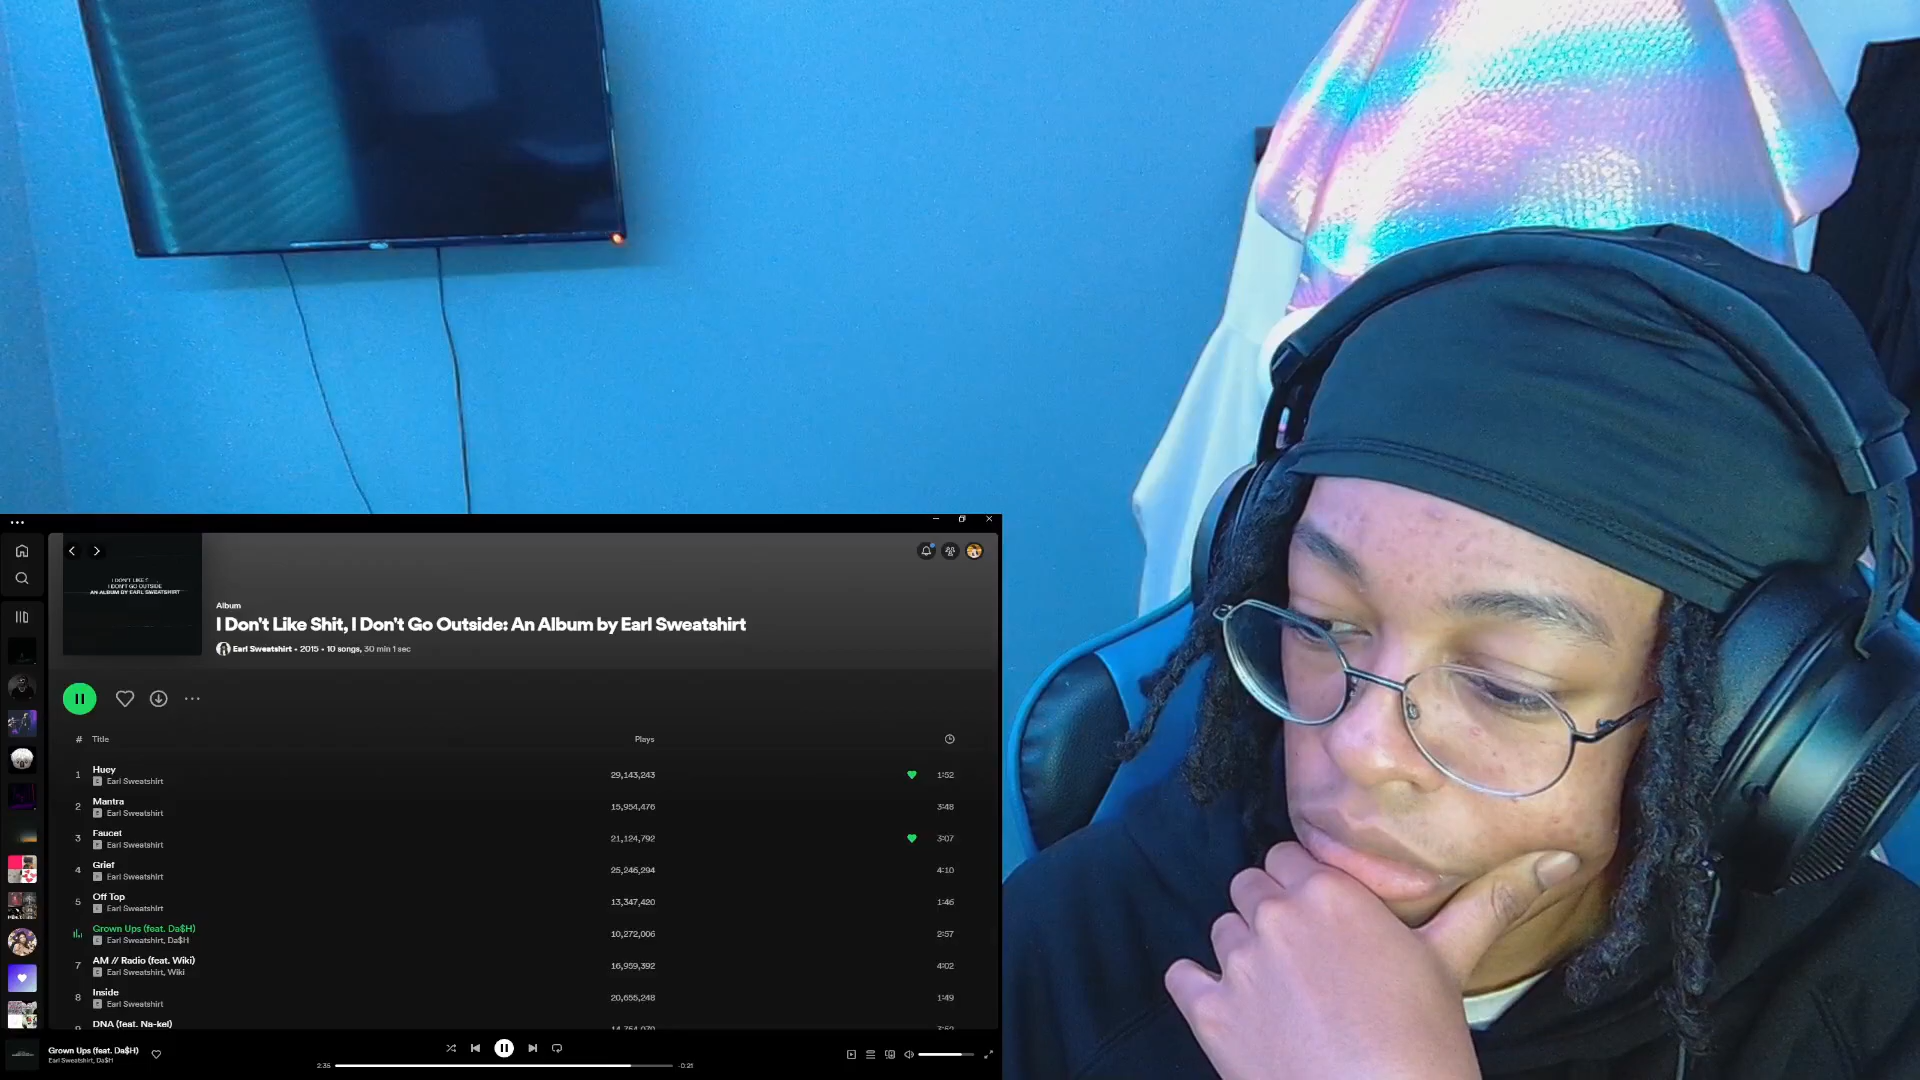 I DON'T LIKE S
I DON'T GO OUTSIDE
AN ALBUM BY EARL SWEATSHIRT
Album
I Don't Like Shit, I Don't Go Outside: An Album by Earl Sweatshirt
Earl Sweatshirt • 2015 • 10 songs, 30 min 1 sec
# Title Plays
1 Huey 29,143,243 1:52
E Earl Sweatshirt
2 Mantra 15,954,476 3:48
E Earl Sweatshirt
3 Faucet 21,124,792 3:07
E Earl Sweatshirt
4 Grief 25,246,294 4:10
E Earl Sweatshirt
5 Off Top 13,347,420 1:46
E Earl Sweatshirt
Grown Ups (feat. Da$H) 10,272,006 2:57
E Earl Sweatshirt, Da$H
7 AM // Radio (feat. Wiki) 16,959,392 4:02
E Earl Sweatshirt, Wiki
8 Inside 20,655,248 1:49
E Earl Sweatshirt
DNA (feat. Na-kel)
Grown Ups (feat. Da$H)
Earl Sweatshirt, Da$H
2:35 -0:21